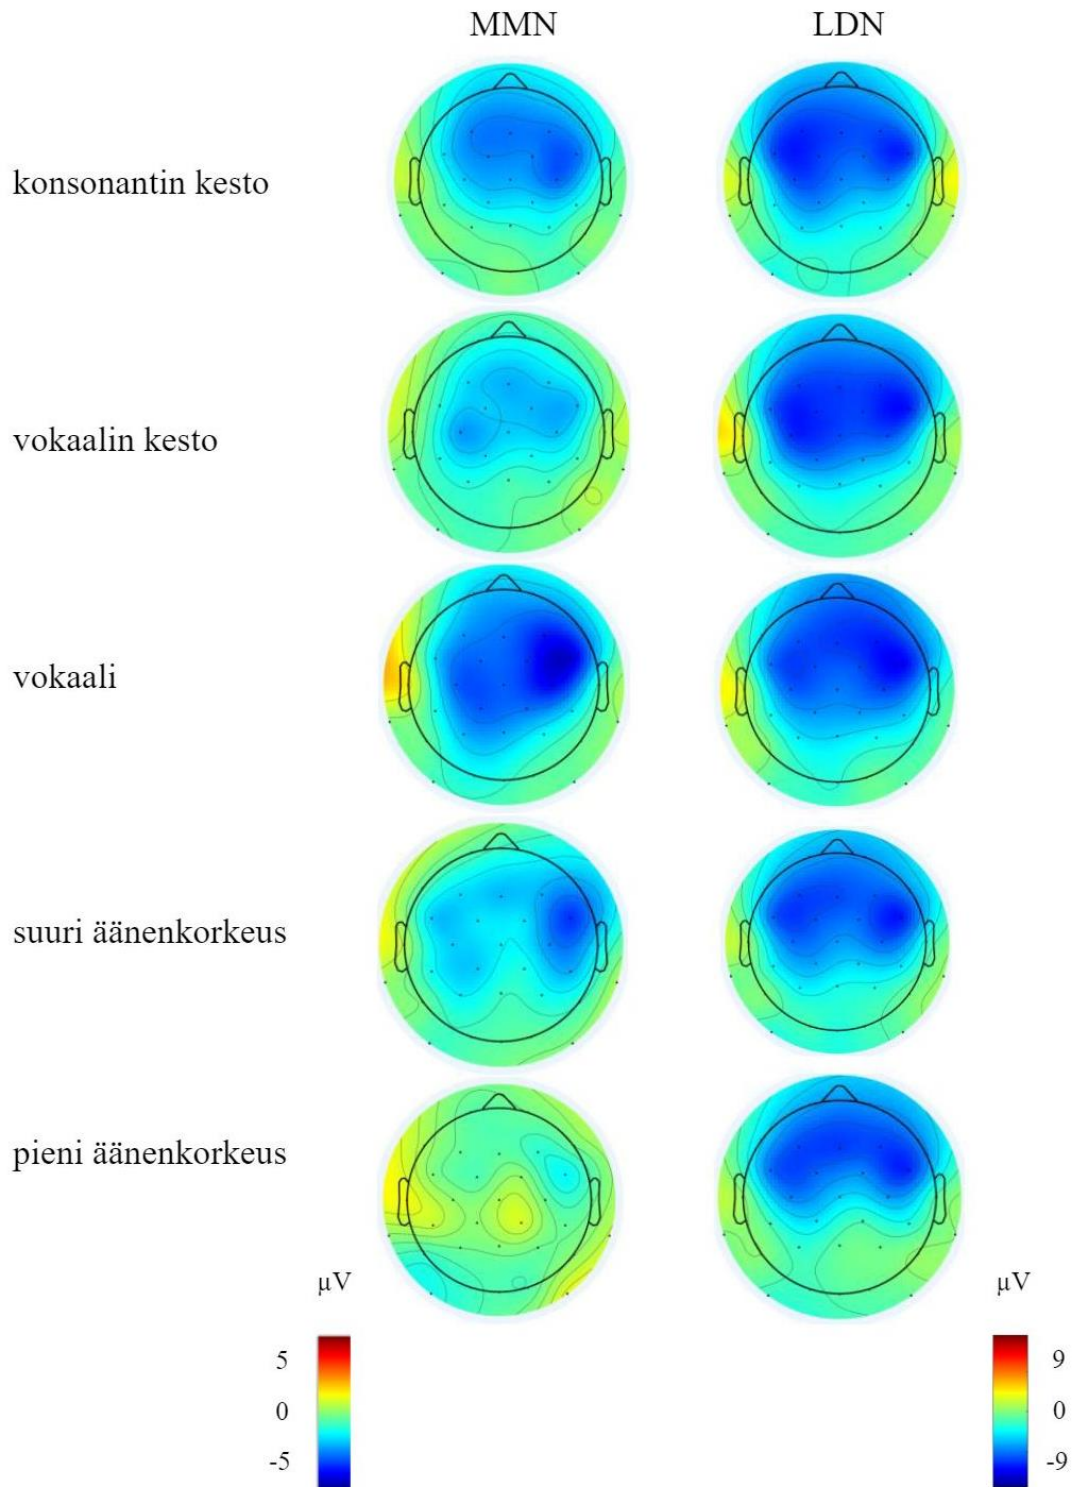 MMN LDN
konsonantin kesto
vokaalin kesto
vokaali
suuri äänenkorkeus
pieni äänenkorkeus
µV µV
5 9
0 0
-5 -9